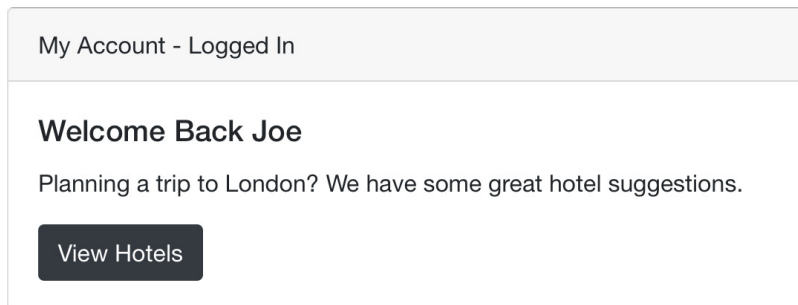 My Account - Logged In
Welcome Back Joe
Planning a trip to London? We have some great hotel suggestions.
View Hotels